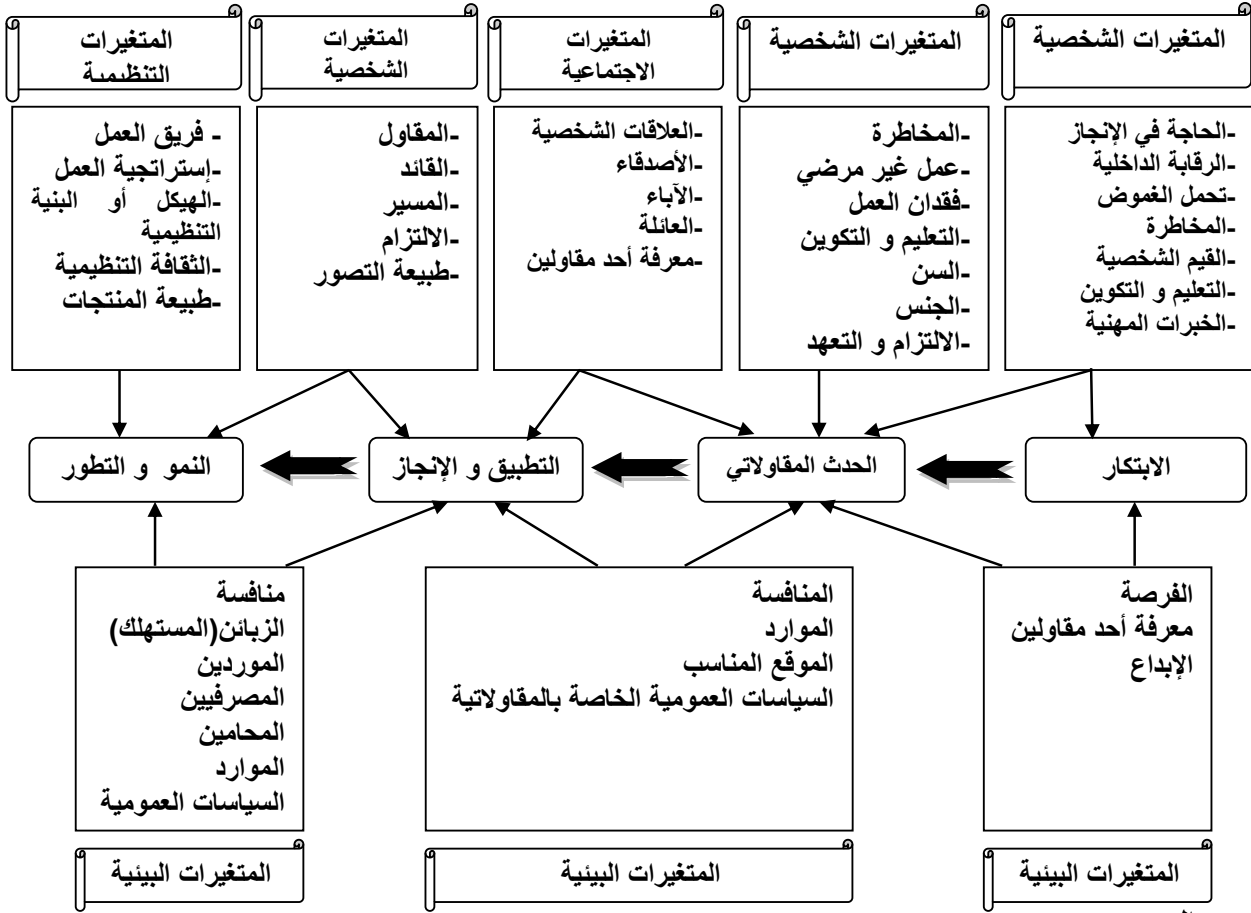 المتغيرات الشخصية
-الحاجة في الإنجاز
-الرقابة الداخلية
-تحمل الغموض
-المخاطرة
-القيم الشخصية
-التعليم و التكوين
-الخبرات المهنية
المتغيرات الشخصية
-المخاطرة
-عمل غير مرضي
-فقدان العمل
-التعليم و التكوين
-السن
-الجنس
-الالتزام و التعهد
المتغيرات
الاجتماعية
-العلاقات الشخصية
-الأصدقاء
-الآباء
-العائلة
-معرفة أحد مقاولين
المتغيرات
الشخصية
-المقاول
-القائد
-المسير
-الالتزام
-طبيعة التصور
المتغيرات
التنظيمية
- فريق العمل
-إستراتجية العمل
-الهيكل أو البنية
التنظيمية
-الثقافة التنظيمية
-طبيعة المنتجات
الابتكار
الحدث المقاولاتي
التطبيق و الإنجاز
النمو و التطور
الفرصة
معرفة أحد مقاولين
الإبداع
المتغيرات البيئية
المنافسة
الموارد
الموقع المناسب
السياسات العمومية الخاصة بالمقاولاتية
المتغيرات البيئية
منافسة
الزبائن(المستهلك)
الموردين
المصرفيين
المحامين
الموارد
السياسات العمومية
المتغيرات البيئية